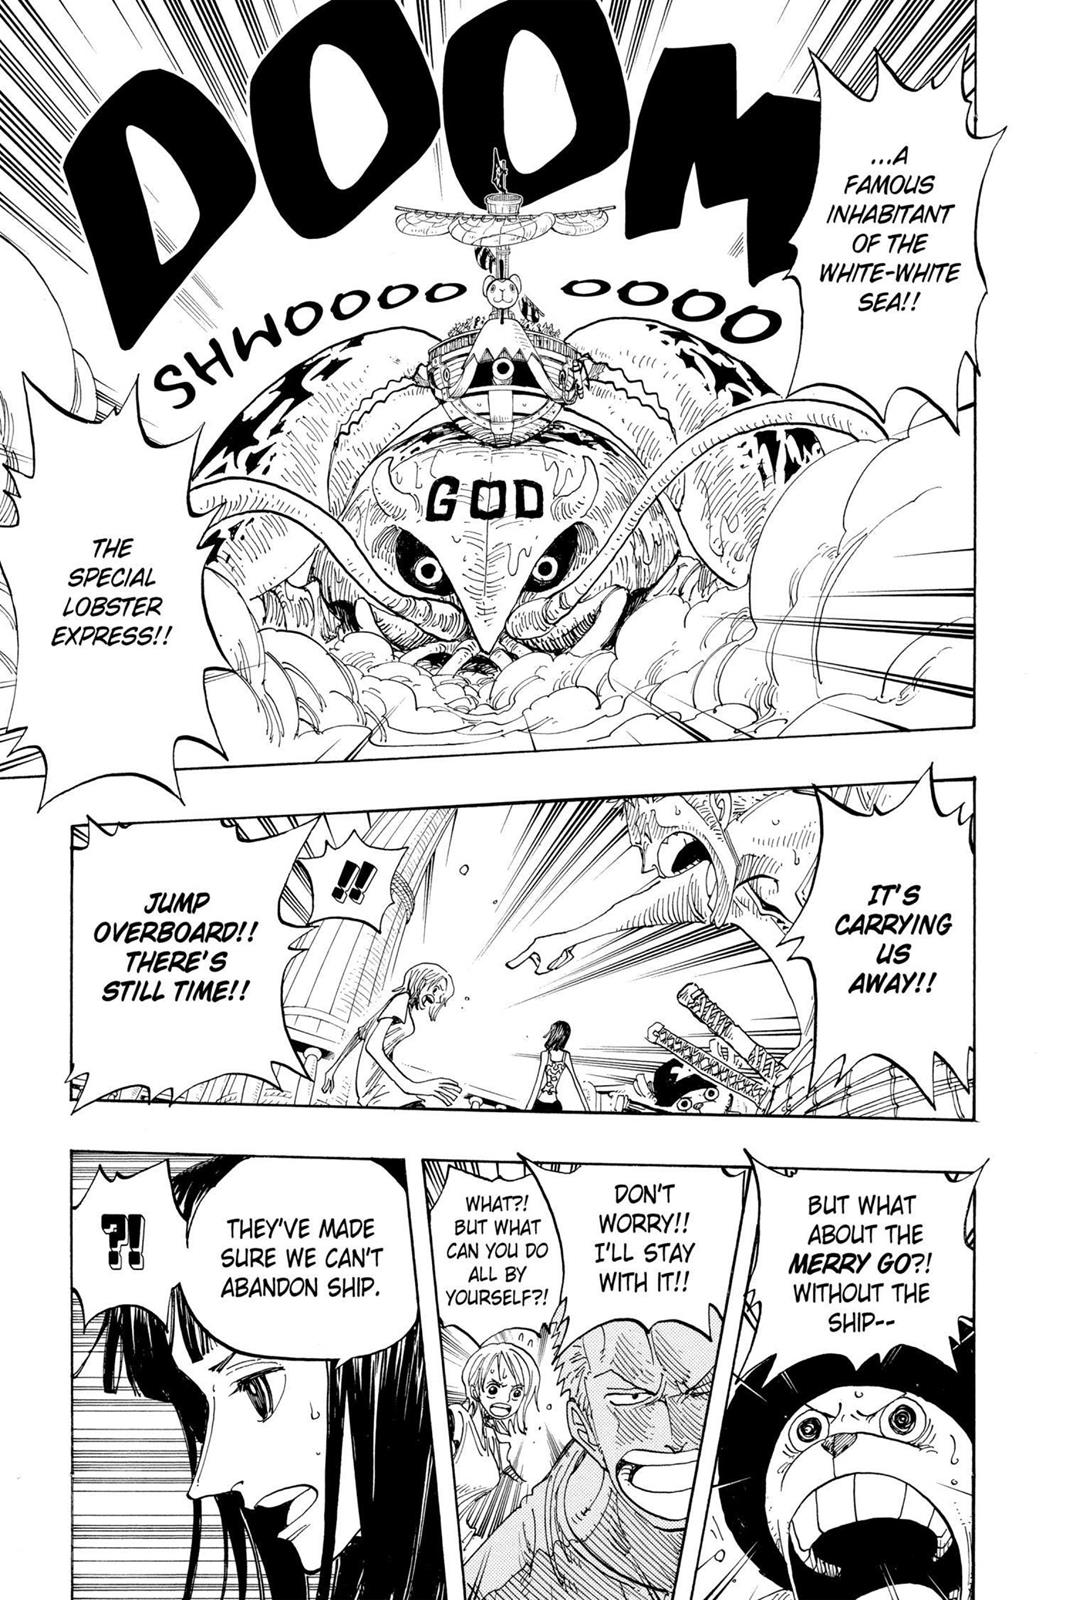 DOOM
...A
FAMOUS
INHABITANT
OF THE
WHITE-WHITE
SEA!!
SHWOOOO OOOO
GOD
THE
SPECIAL
LOBSTER
EXPRESS!!
IT'S
CARRYING
US
AWAY!!
!!
JUMP
OVERBOARD!!
THERE'S
STILL TIME!!
BUT WHAT
ABOUT THE
MERRY GO?!
WITHOUT THE
SHIP--
DON'T
WORRY!!
I'LL STAY
WITH IT!!
WHAT?!
BUT WHAT
CAN YOU DO
ALL BY
YOURSELF?!
THEY'VE MADE
SURE WE CAN'T
ABANDON SHIP.
?!